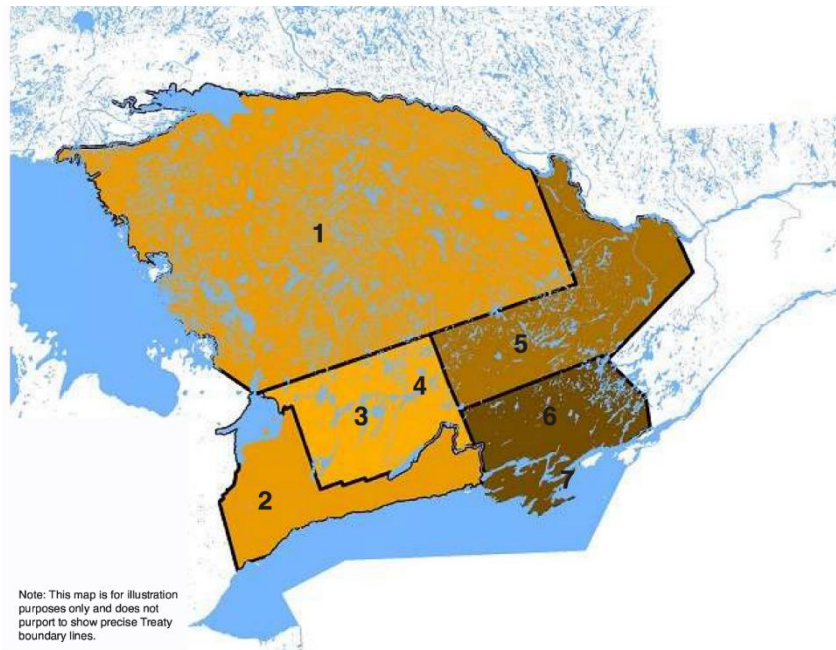 1
5
4
3
6
7
2
Note: This map is for illustration
purposes only and does not
purport to show precise Treaty
boundary lines.